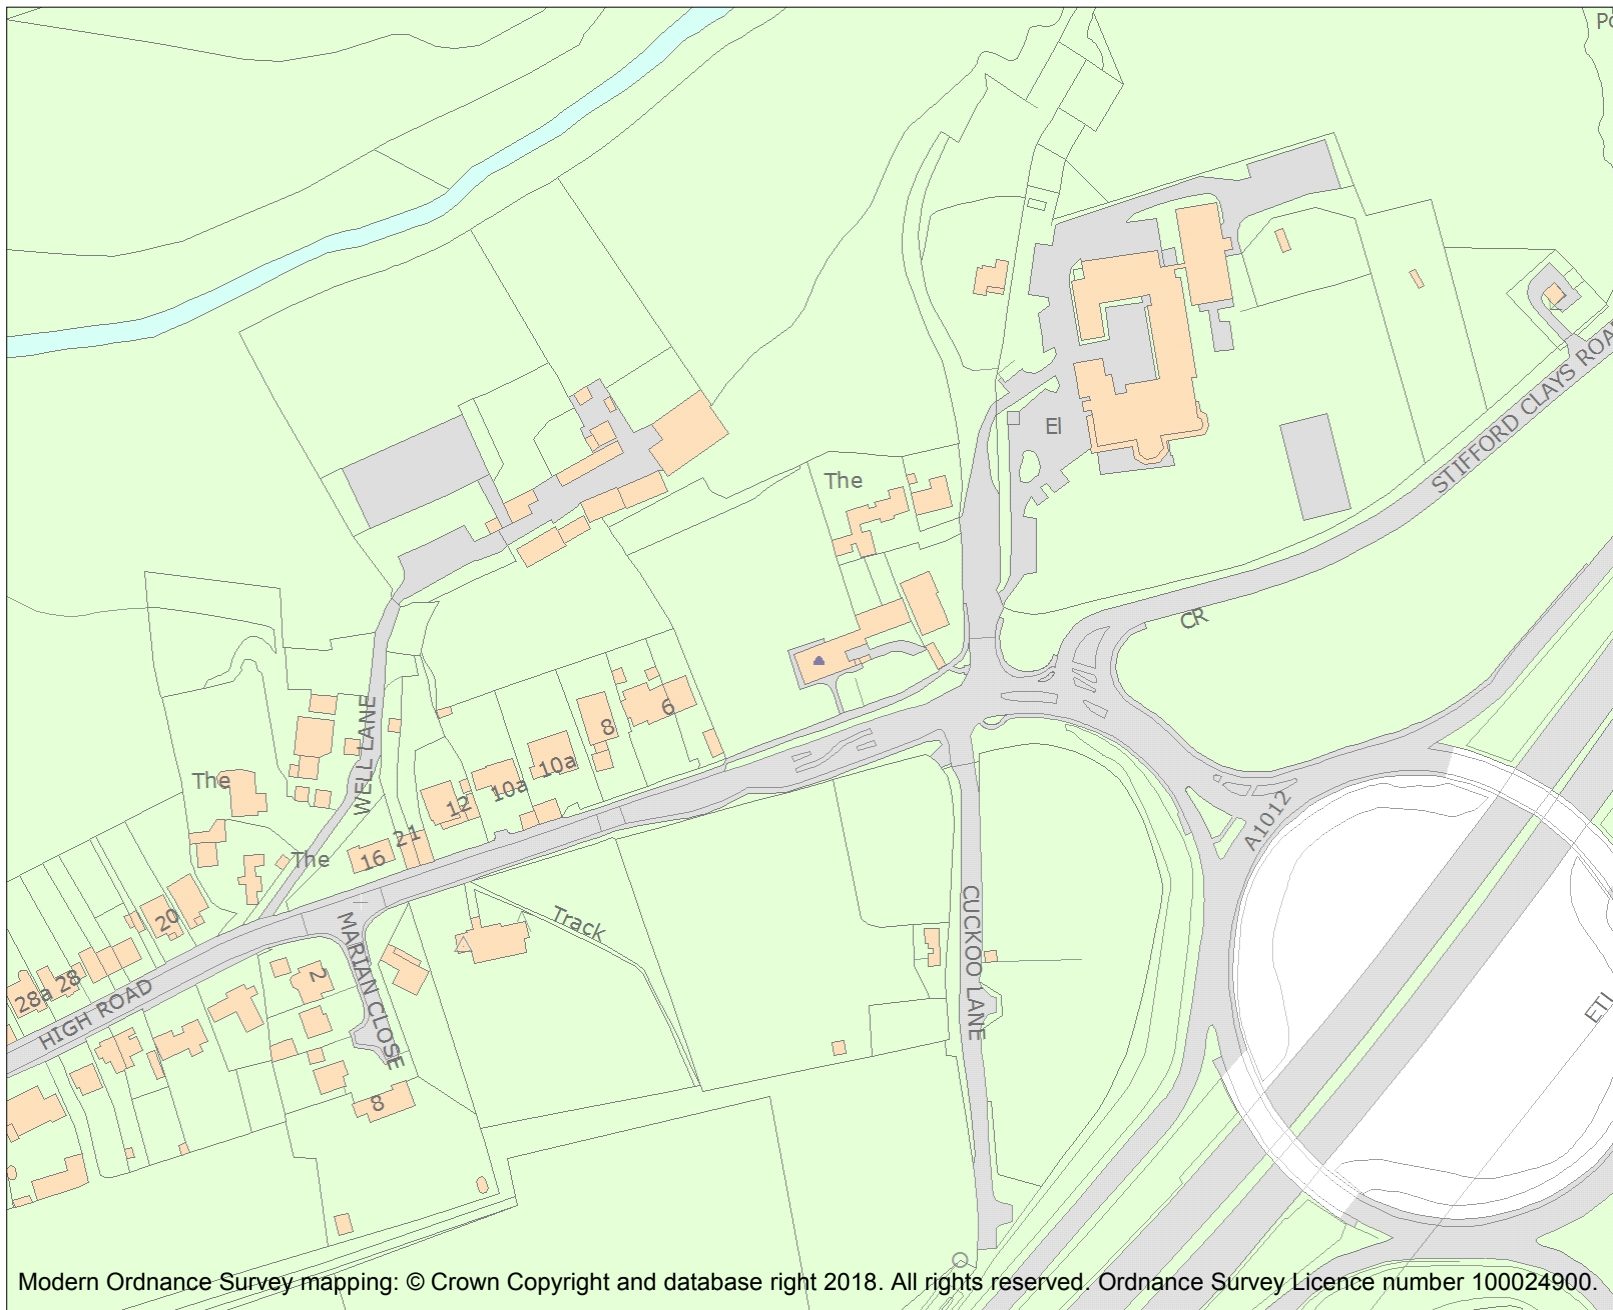 Po
El
The
STIFFORD CLAYS ROA
CR
WELL LANE
6
8
10a
10a
12
The
21
16
The
A1012
20
Track
MARIAN CLOSE
CUCKOO LANE
28
28a
2
HIGH ROAD
ETL
8
Modern Ordnance Survey mapping: © Crown Copyright and database right 2018. All rights reserved. Ordnance Survey Licence number 100024900.